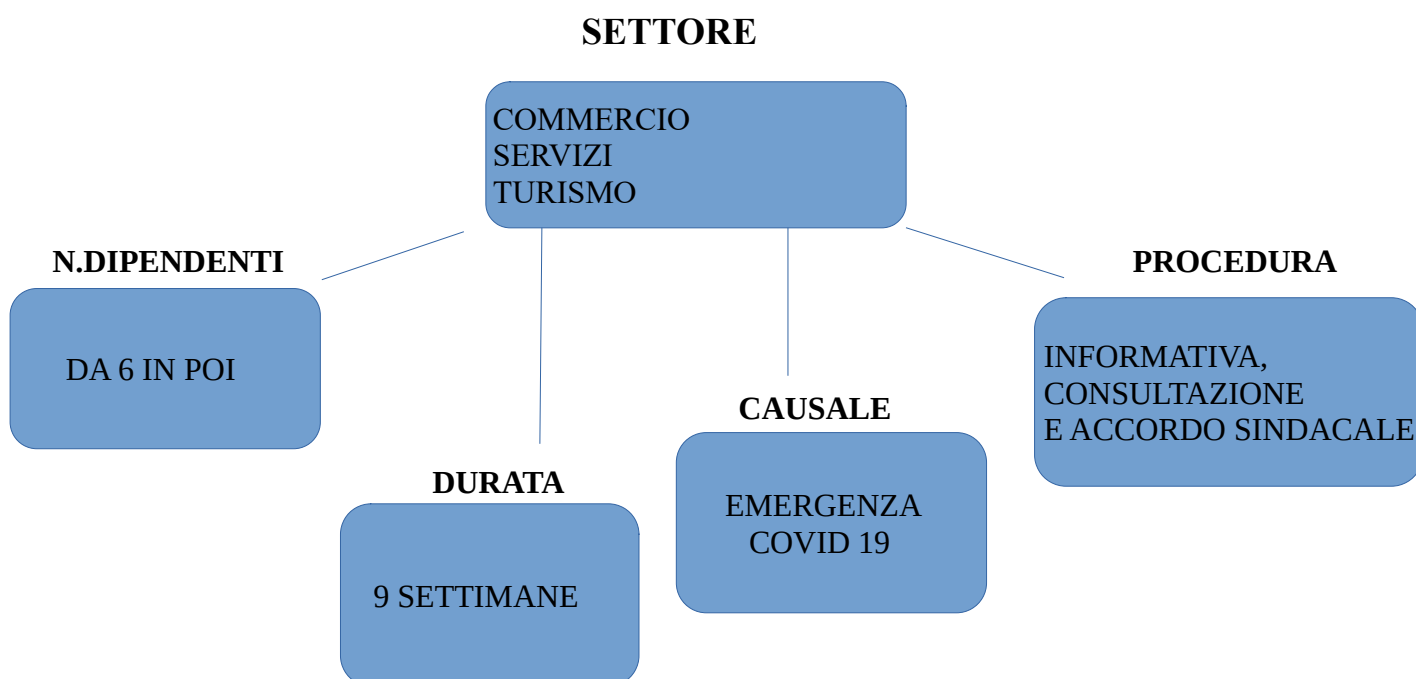 SETTORE
COMMERCIO
SERVIZI
TURISMO
N.DIPENDENTI
DA 6 IN POI
DURATA
9 SETTIMANE
CAUSALE
EMERGENZA
COVID 19
PROCEDURA
INFORMATIVA,
CONSULTAZIONE
E ACCORDO SINDACALE